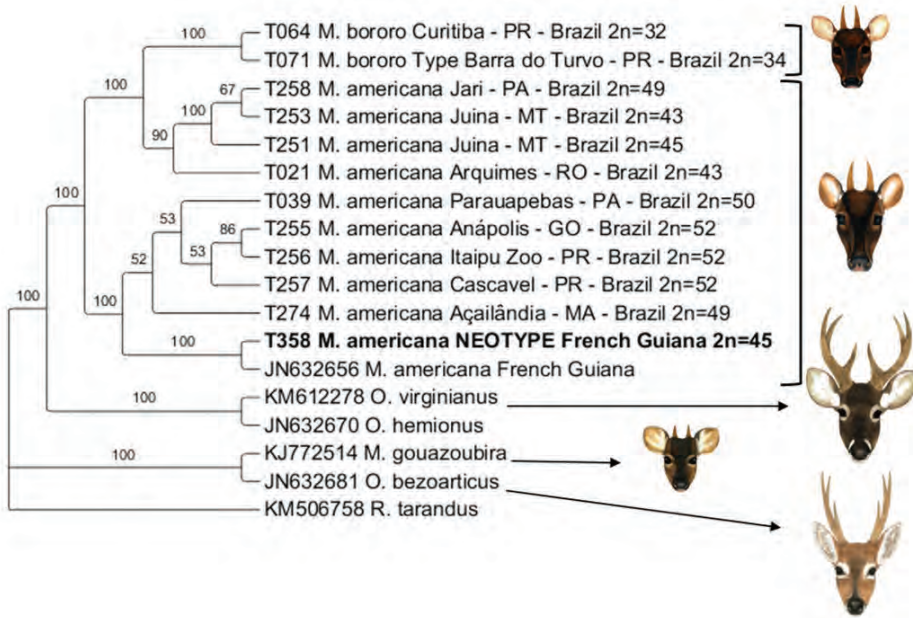 100 T064 M. bororo Curitiba - PR - Brazil 2n=32
T071 M. bororo Type Barra do Turvo - PR - Brazil 2n=34
100
67 T258 M. americana Jari - PA - Brazil 2n=49
100 T253 M. americana Juina - MT - Brazil 2n=43
90 T251 M. americana Juina - MT - Brazil 2n=45
T021 M. americana Arquimes - RO - Brazil 2n=43
100
53 T039 M. americana Parauapebas - PA - Brazil 2n=50
86 T255 M. americana Anápolis - GO - Brazil 2n=52
52 53 T256 M. americana Itaipu Zoo - PR - Brazil 2n=52
100 T257 M. americana Cascavel - PR - Brazil 2n=52
100 T274 M. americana Açailândia - MA - Brazil 2n=49
100 T358 M. americana NEOTYPE French Guiana 2n=45
JN632656 M. americana French Guiana
100 KM612278 O. virginianus
JN632670 O. hemionus
100 KJ772514 M. gouazoubira
JN632681 O. bezoarticus
KM506758 R. tarandus